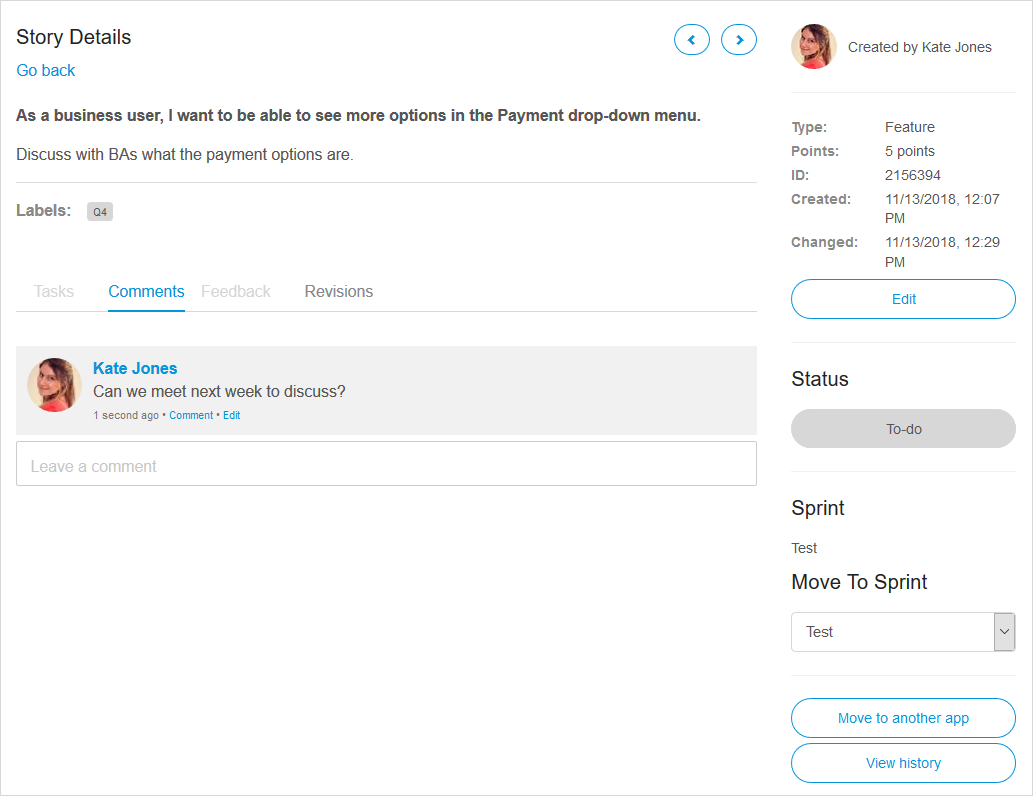 Story Details
Go back
As a business user, I want to be able to see more options in the Payment drop-down menu.
Discuss with BAs what the payment options are.
Labels: Q4
Tasks Comments Feedback Revisions
Kate Jones
Can we meet next week to discuss?
1 second ago • Comment • Edit
Leave a comment
Created by Kate Jones
Type: Feature
Points: 5 points
ID: 2156394
Created: 11/13/2018, 12:07
PM
Changed: 11/13/2018, 12:29
PM
Edit
Status
To-do
Sprint
Test
Move To Sprint
Test
Move to another app
View history